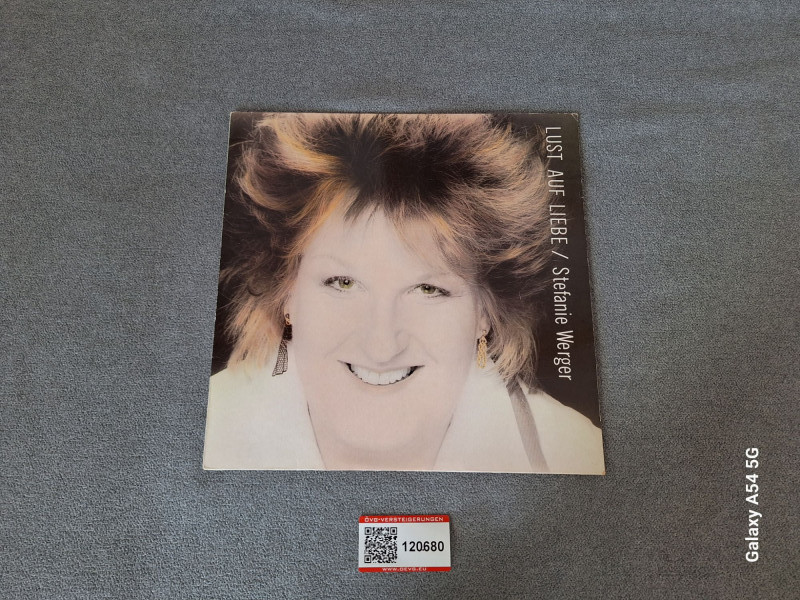 LUST AUF LIEBE / Stefanie Werger
ÖVG-VERSTEIGERUNGEN
120680
WWW.OEVG.EU
Galaxy A54 5G